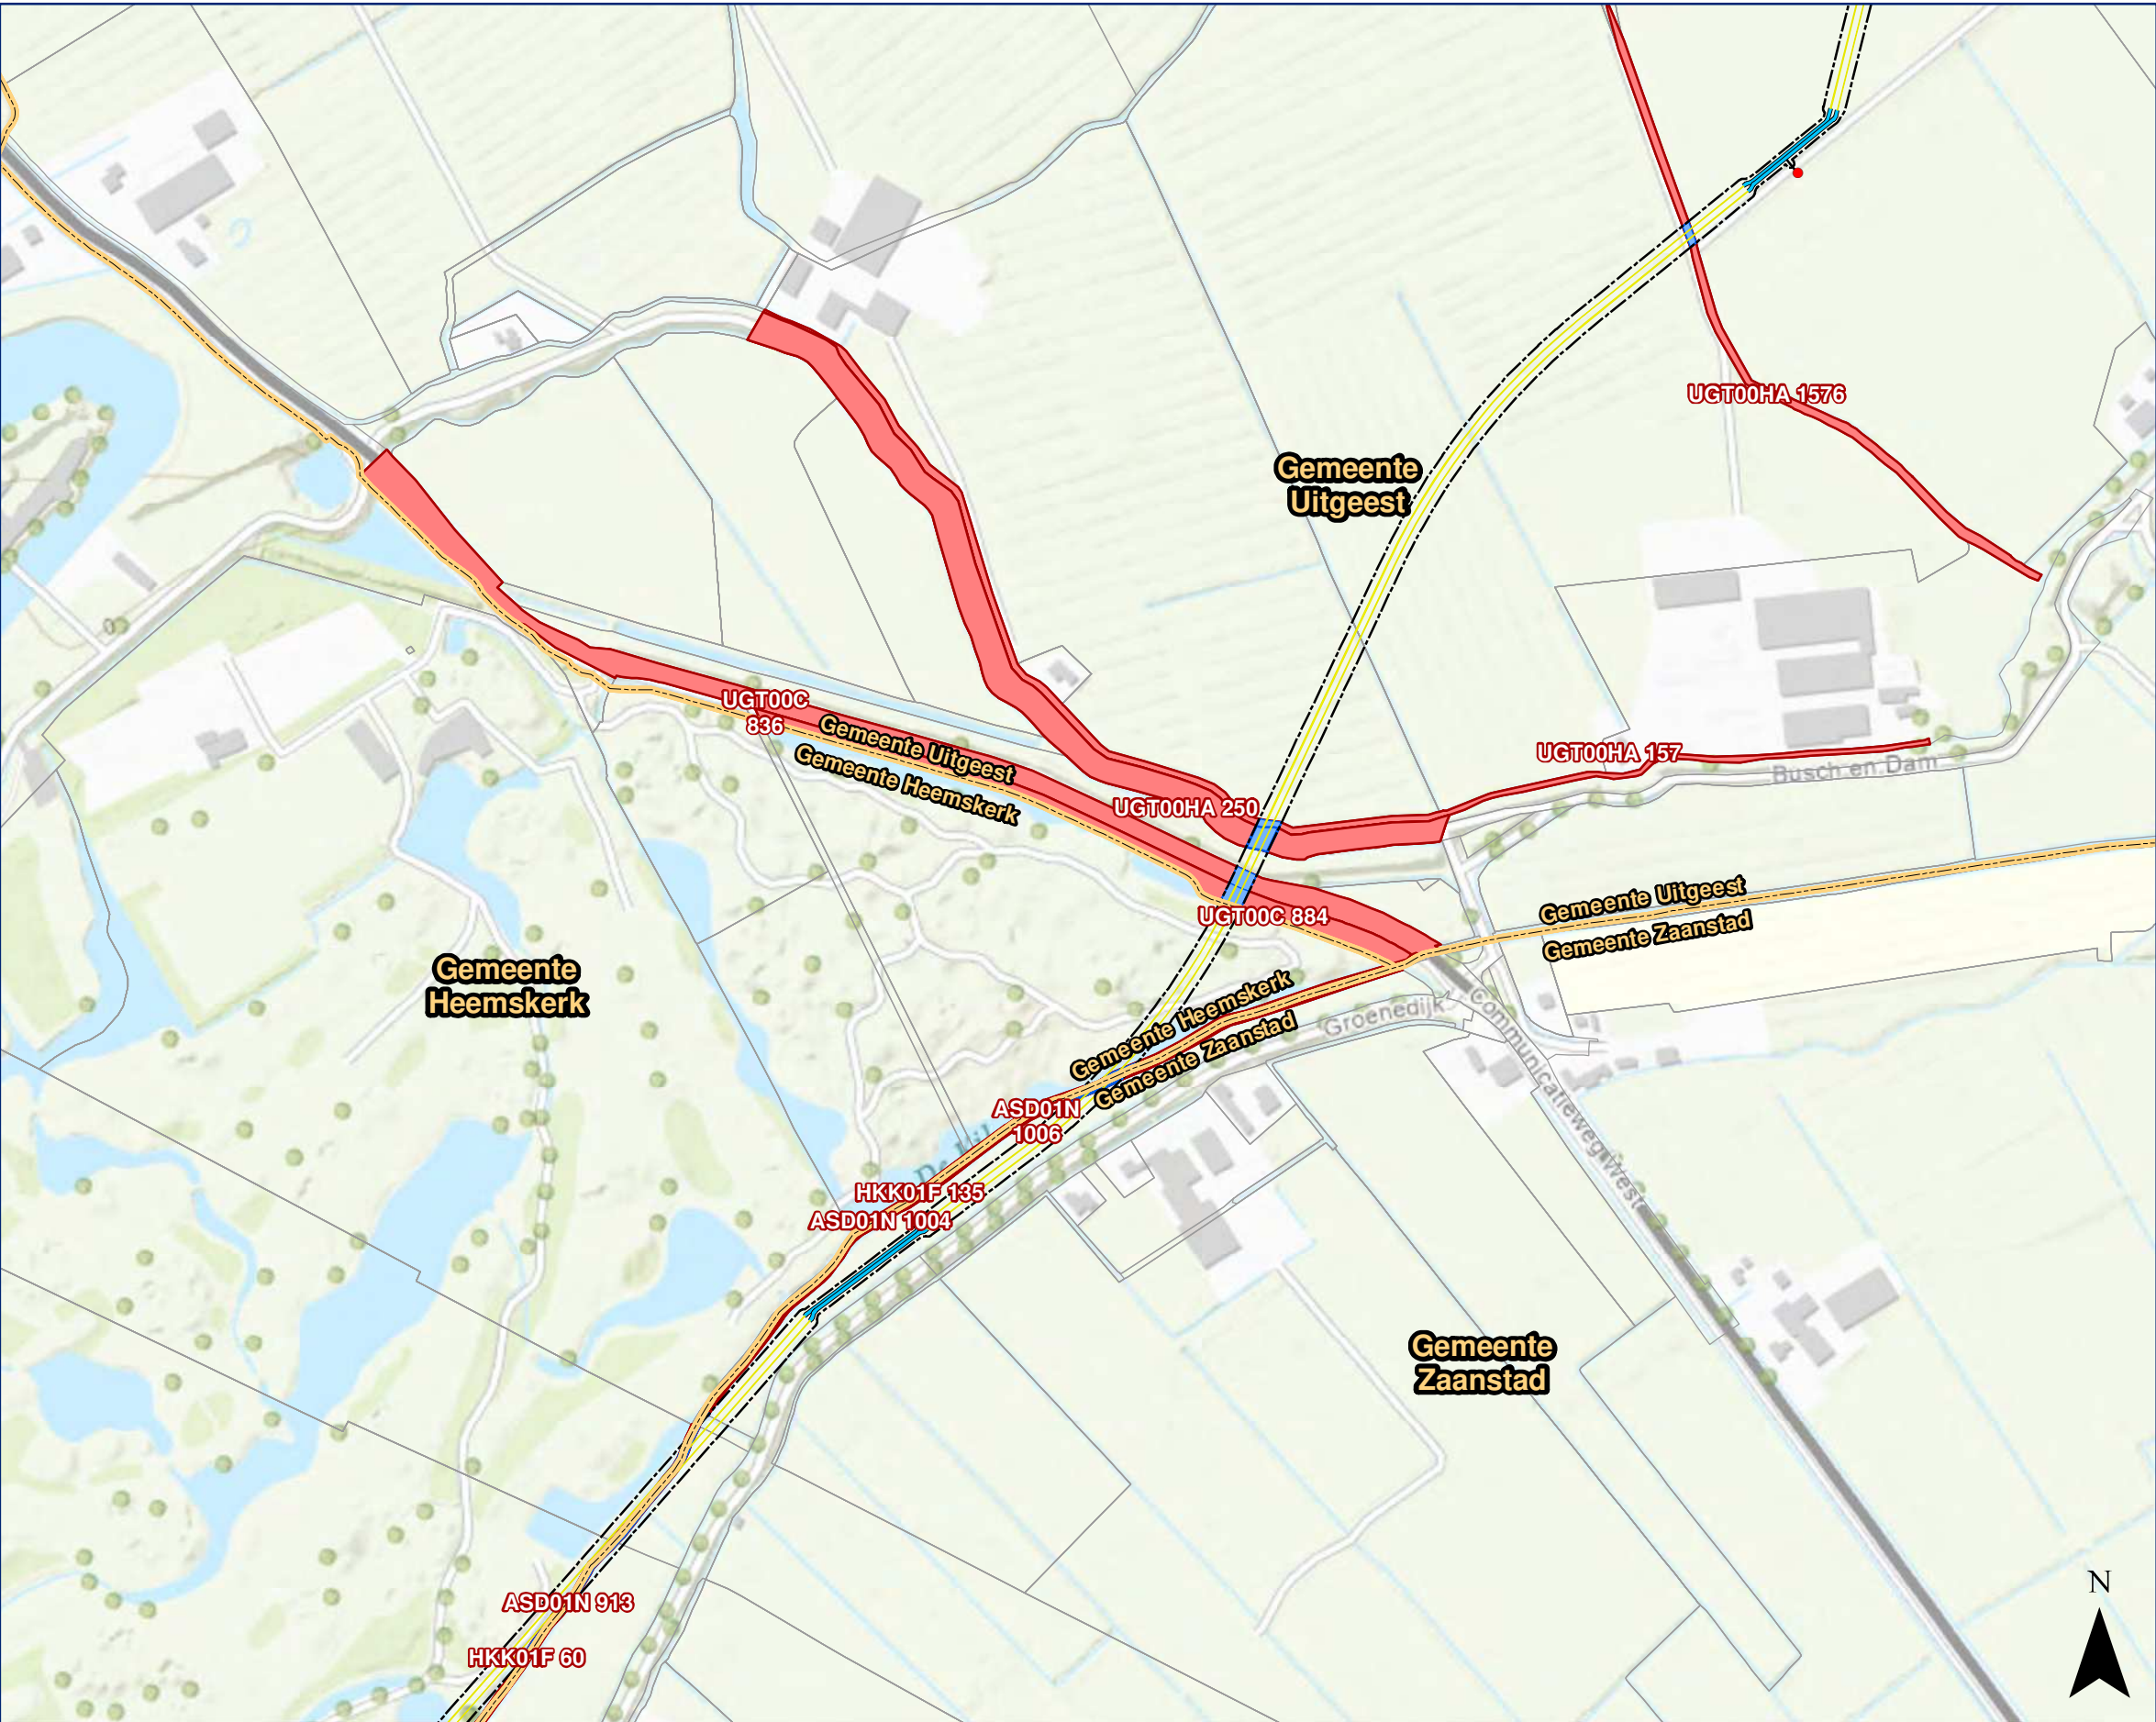 UGT00HA 1576
Gemeente
Uitgeest
UGT00C
836
Gemeente Uitgeest
Gemeente Heemskerk
UGT00HA 157
Busch en Dam
UGT00HA 250
UGT00C 884
Gemeente Uitgeest
Gemeente Zaanstad
Gemeente
Heemskerk
Gemeente Heemskerk
Gemeente Zaanstad
Groenedijk
Communicatieweg West
ASD01N
1006
HKK01F 135
ASD01N 1004
Gemeente
Zaanstad
ASD01N 913
HKK01F 60
N